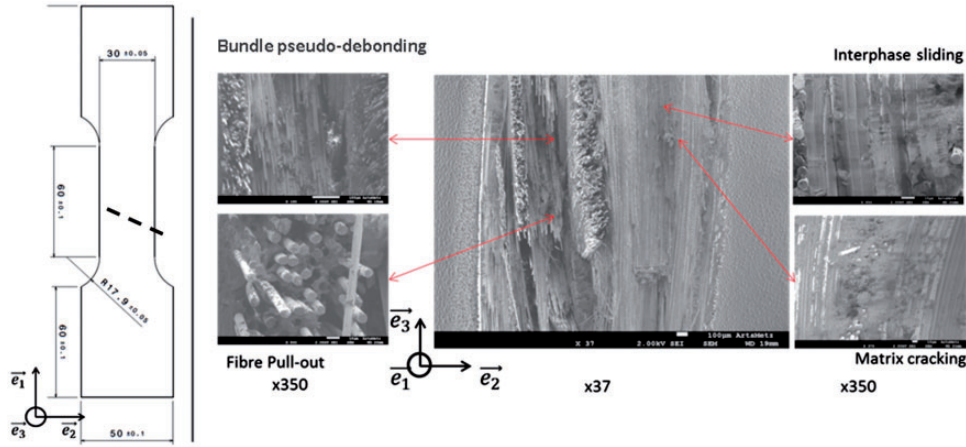 30 ±0.05
60 ±0.1
R17.9 ±0.05
60 ±0.1
e1
e3
e2
50 ±0.1
Bundle pseudo-debonding
Interphase sliding
Fibre Pull-out
x350
e3
e1
e2
100µm ArtsMetz
X 37 2.00kV SEI SEM WD 19mm
x37
Matrix cracking
x350